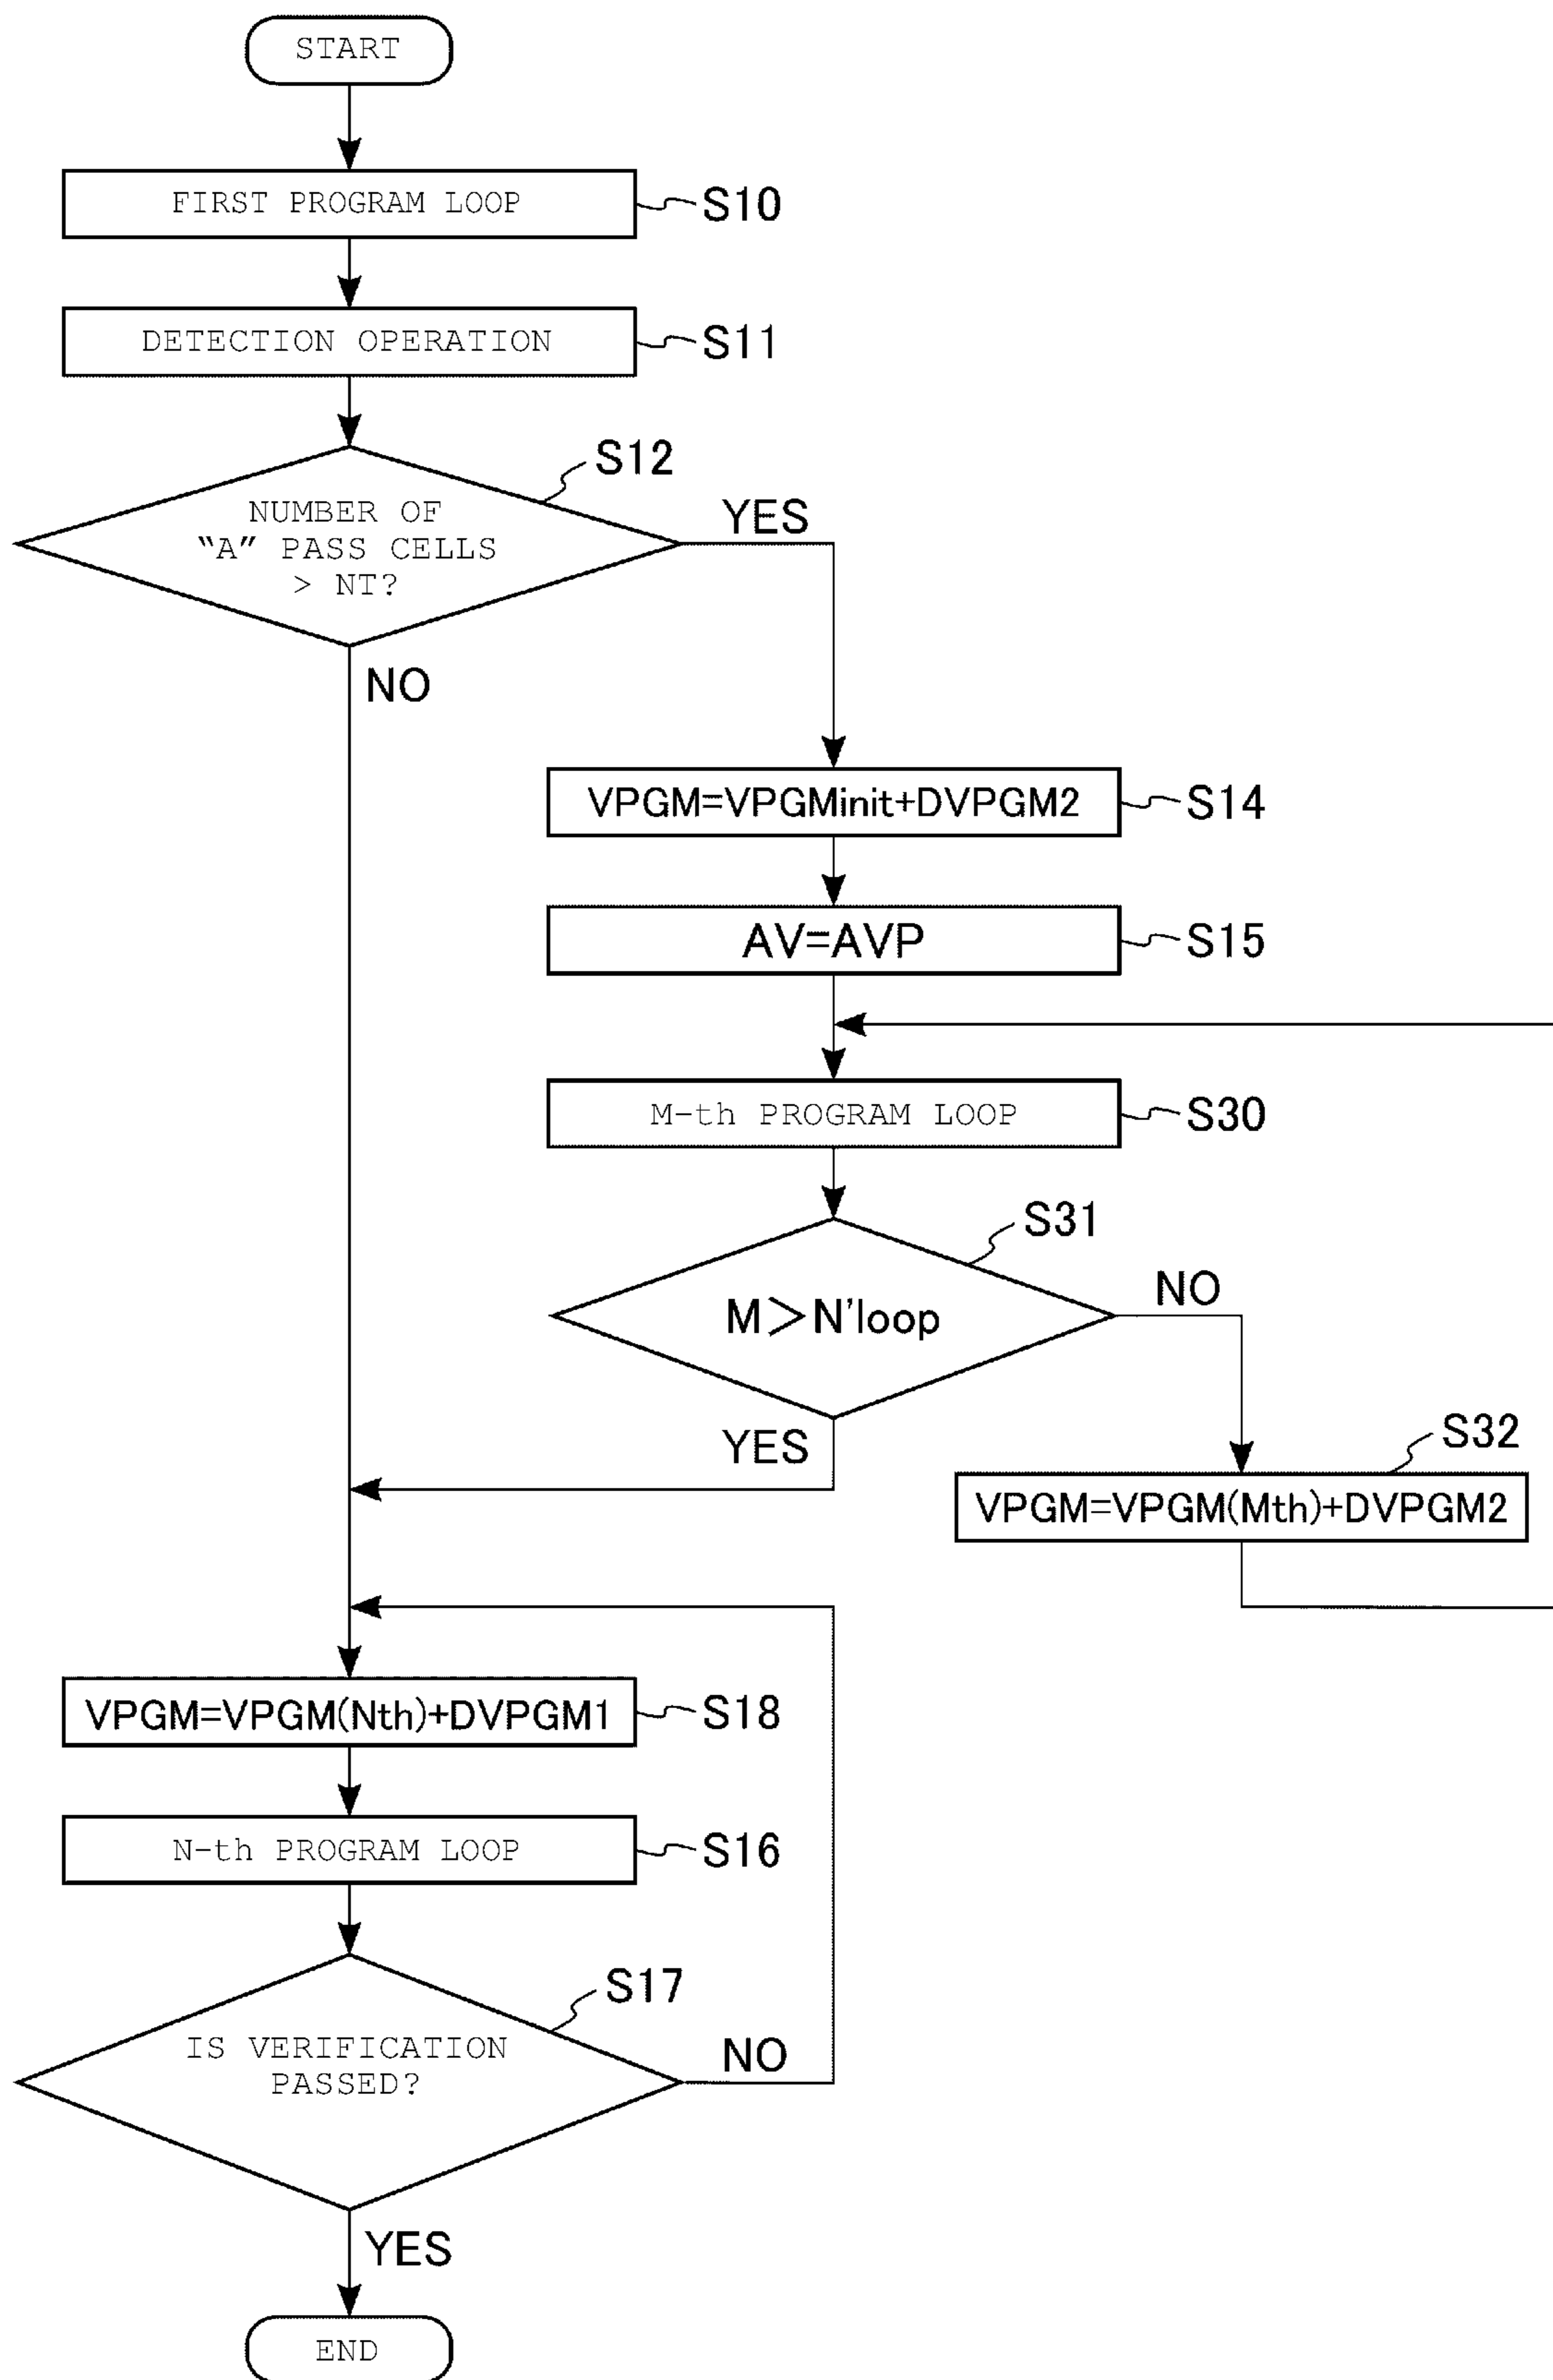 START
FIRST PROGRAM LOOP
S10
DETECTION OPERATION
S11
S12
NUMBER OF
“A” PASS CELLS
> NT?
YES
NO
VPGM=VPGMinit+DVPGM2
S14
AV=AVP
S15
M-th PROGRAM LOOP
S30
S31
M＞N'loop
NO
YES
S32
VPGM=VPGM(Mth)+DVPGM2
VPGM=VPGM(Nth)+DVPGM1
S18
N-th PROGRAM LOOP
S16
S17
IS VERIFICATION
PASSED?
NO
YES
END